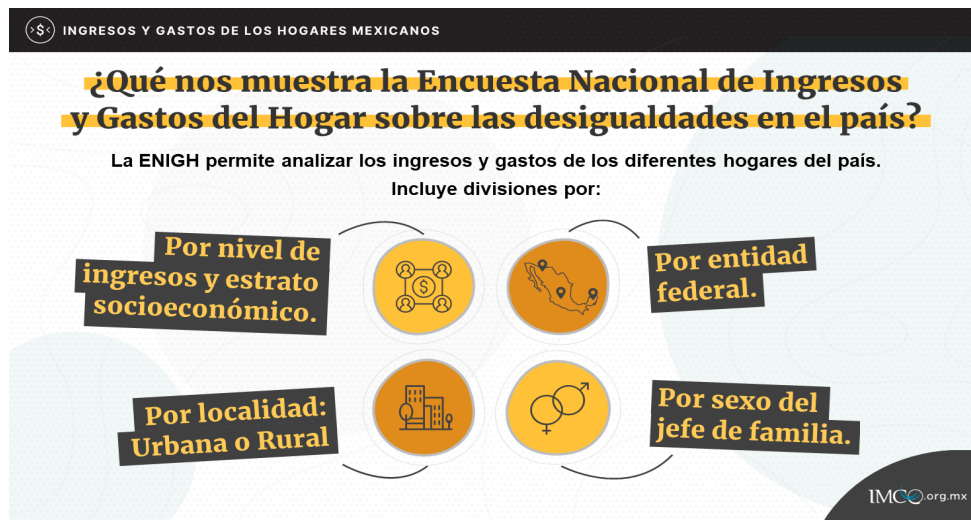 INGRESOS Y GASTOS DE LOS HOGARES MEXICANOS
¿Qué nos muestra la Encuesta Nacional de Ingresos
y Gastos del Hogar sobre las desigualdades en el país?
La ENIGH permite analizar los ingresos y gastos de los diferentes hogares del país.
Incluye divisiones por:
Por nivel de
ingresos y estrato
socioeconómico.
Por entidad
federal.
Por localidad:
Urbana o Rural
Por sexo del
jefe de familia.
IMCO.org.mx